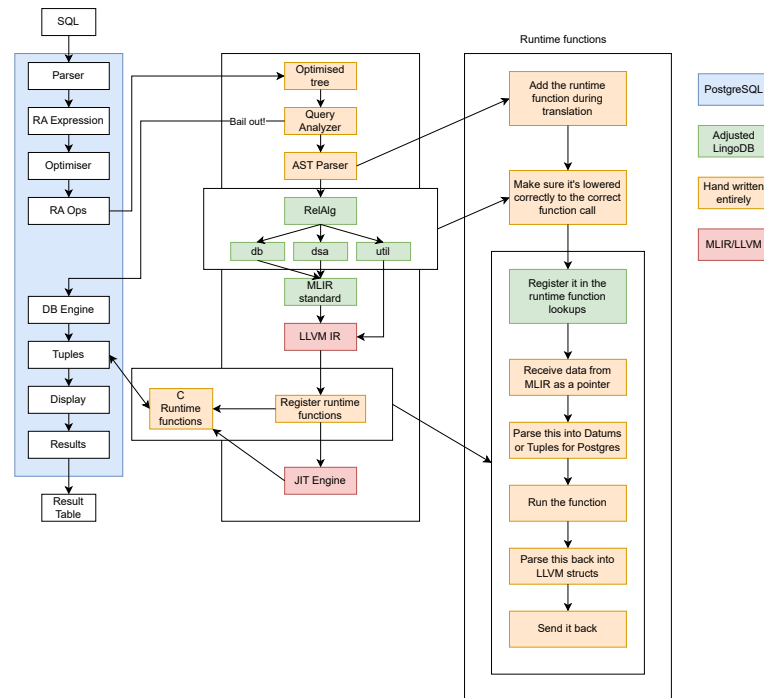 SQL
Parser
RA Expression
Optimiser
RA Ops
DB Engine
Tuples
Display
Results
Result
Table
Bail out!
Optimised
tree
Query
Analyzer
AST Parser
RelAlg
db
dsa
util
MLIR
standard
LLVM IR
C
Runtime
functions
Register runtime
functions
JIT Engine
Runtime functions
Add the runtime
function during
translation
Make sure it's lowered
correctly to the correct
function call
Register it in the
runtime function
lookups
Receive data from
MLIR as a pointer
Parse this into Datums
or Tuples for Postgres
Run the function
Parse this back into
LLVM structs
Send it back
PostgreSQL
Adjusted
LingoDB
Hand written
entirely
MLIR/LLVM